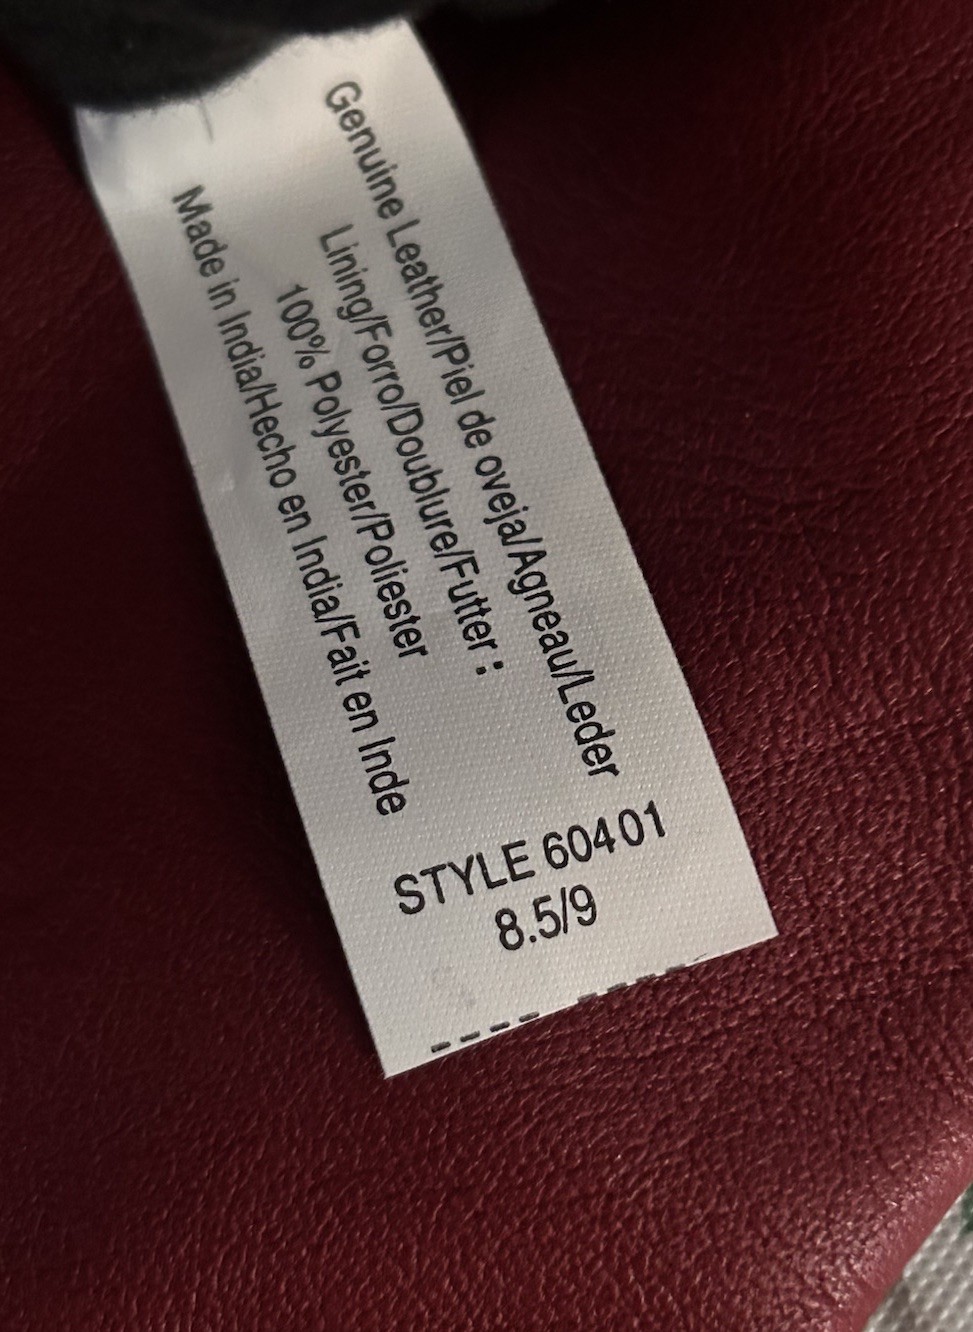 Genuine Leather/Piel de oveja/Agneau/Leder
Lining/Forro/Doublure/Futter :
100% Polyester/Poliester
Made in India/Hecho en India/Fait en Inde
STYLE 60401
8.5/9